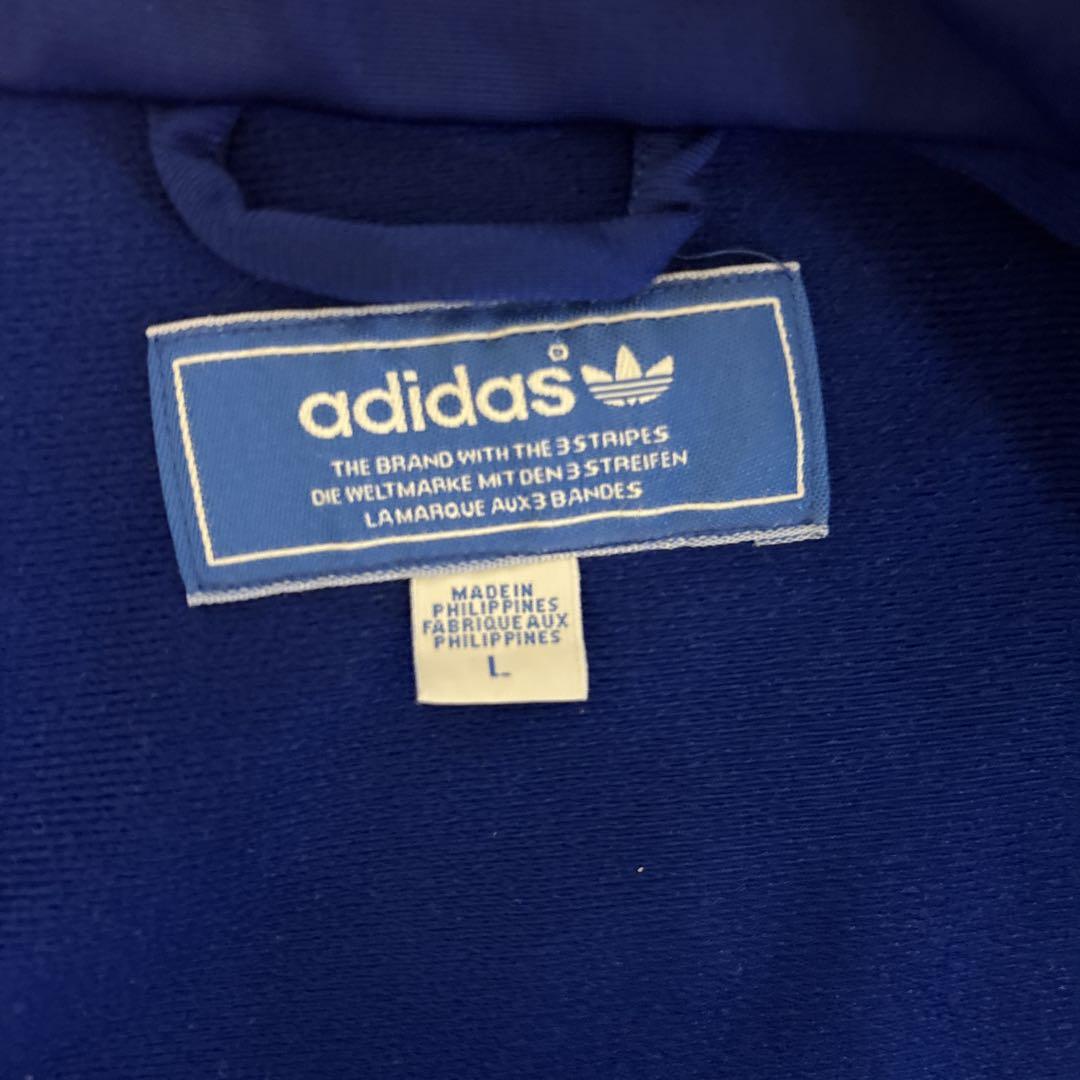 adidas®
THE BRAND WITH THE 3 STRIPES
DIE WELTMARKE MIT DEN 3 STREIFEN
LA MARQUE AUX 3 BANDES
MADE IN
PHILIPPINES
FABRIQUE AUX
PHILIPPINES
L